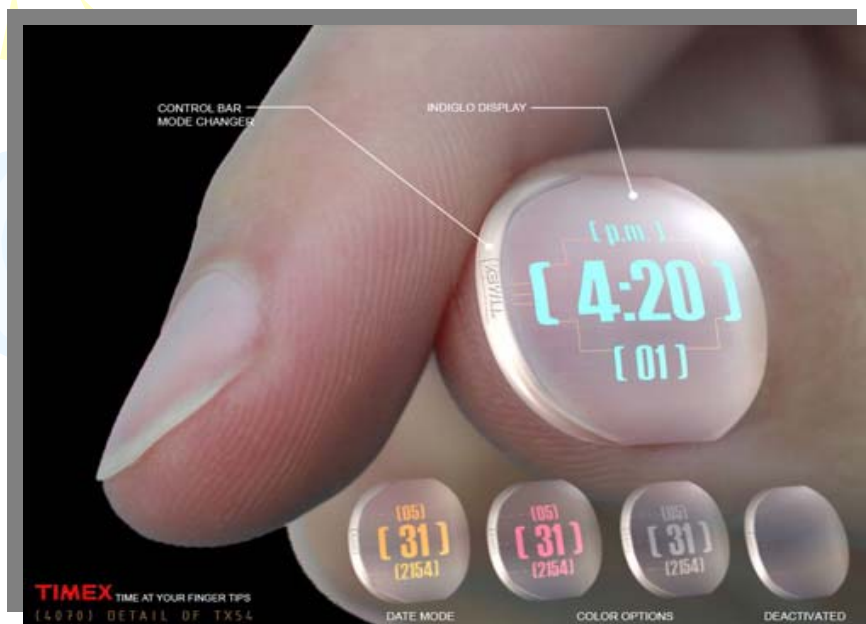 CONTROL BAR
MODE CHANGER
INDIGLO DISPLAY
( p.m. )
( 4:20 )
( 01 )
TIMEX
(05)
( 31 )
(2154)
(05)
( 31 )
(2154)
(05)
( 31 )
(2154)
TIMEX TIME AT YOUR FINGER TIPS
(4070) DETAIL OF TX54
DATE MODE
COLOR OPTIONS
DEACTIVATED